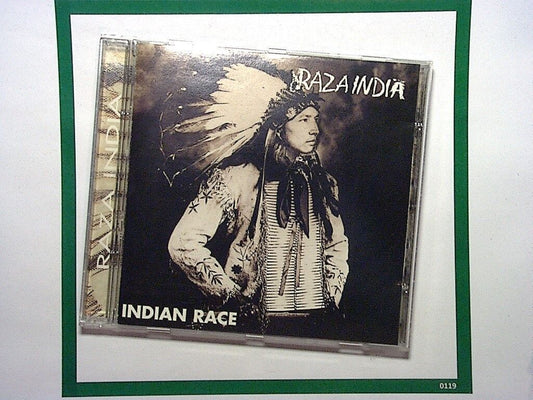 RAZA INDIA
RAZA INDIA
INDIAN RACE
0119